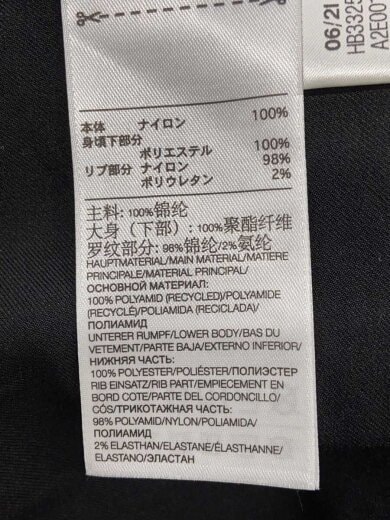 06/21
HB3325
A2E001
本体 ナイロン 100%
身頃下部分
ポリエステル 100%
リブ部分 ナイロン 98%
ポリウレタン 2%
主料: 100%锦纶
大身（下部）: 100%聚酯纤维
罗纹部分: 98%锦纶/2%氨纶
HAUPTMATERIAL/MAIN MATERIAL/MATIERE
PRINCIPALE/MATERIAL PRINCIPAL/
ОСНОВНОЙ МАТЕРИАЛ:
100% POLYAMID (RECYCLED)/POLYAMIDE
(RECYCLÉ)/POLIAMIDA (RECICLADA)/
ПОЛИАМИД
UNTERER RUMPF/LOWER BODY/BAS DU
VETEMENT/PARTE BAJA/EXTERNO INFERIOR/
НИЖНЯЯ ЧАСТЬ:
100% POLYESTER/POLIÉSTER/ПОЛИЭСТЕР
RIB EINSATZ/RIB PART/EMPIECEMENT EN
BORD COTE/PARTE DEL CORDONCILLO/
CÓS/ТРИКОТАЖНАЯ ЧАСТЬ:
98% POLYAMID/NYLON/POLIAMIDA/
ПОЛИАМИД
2% ELASTHAN/ELASTANE/ÉLASTHANNE/
ELASTANO/ЭЛАСТАН